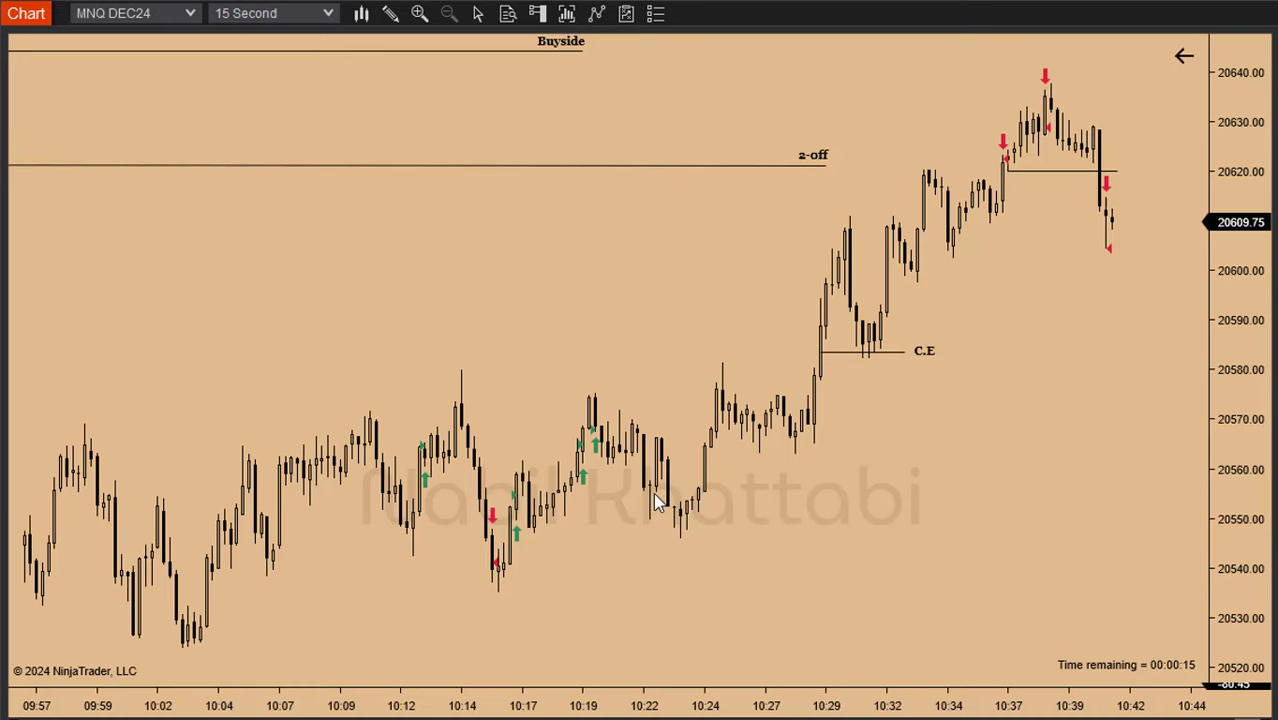 Chart MNQ DEC24 15 Second
Buyside
2-off
C.E
Nabil Khattabi
20640.00
20630.00
20620.00
20609.75
20600.00
20590.00
20580.00
20570.00
20560.00
20550.00
20540.00
20530.00
20520.00
Time remaining = 00:00:15
© 2024 NinjaTrader, LLC
09:57 09:59 10:02 10:04 10:07 10:09 10:12 10:14 10:17 10:19 10:22 10:24 10:27 10:29 10:32 10:34 10:37 10:39 10:42 10:44